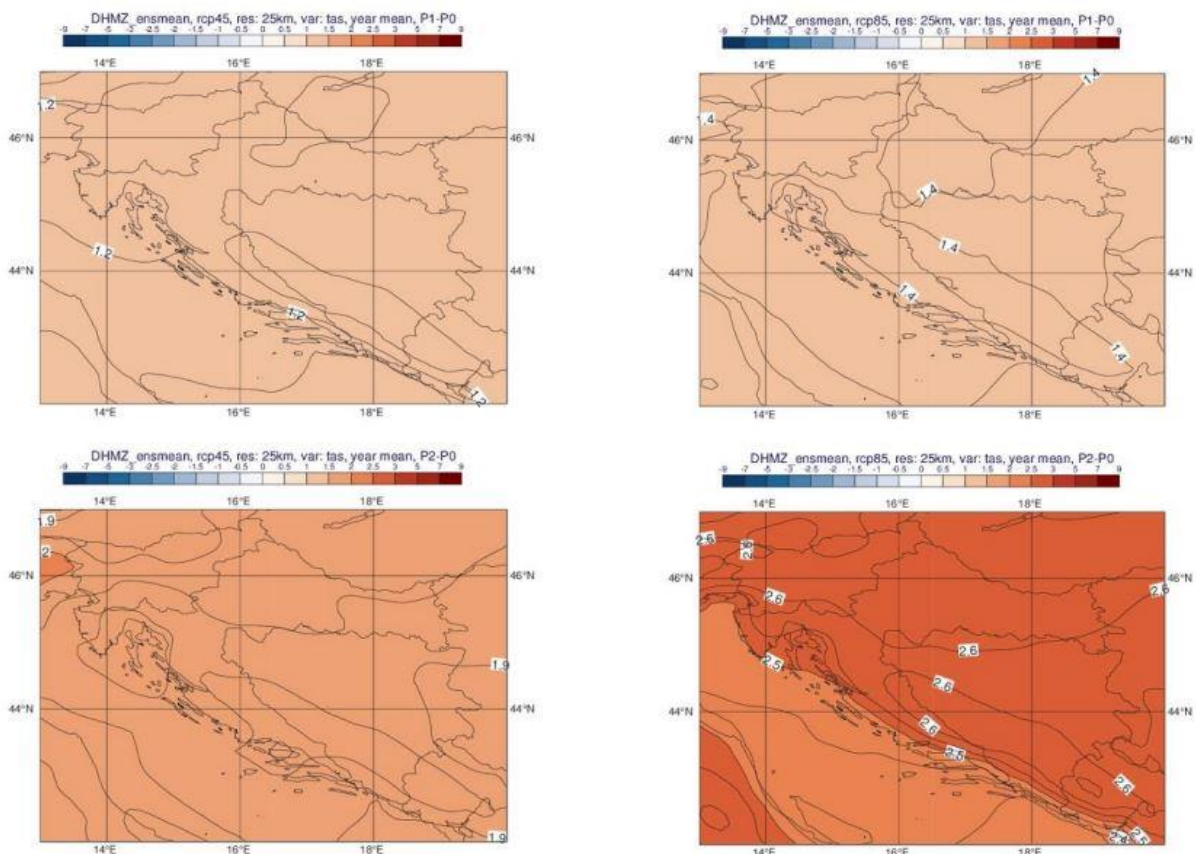 DHMZ_ensmean, rcp45, res: 25km, var: tas, year mean, P1-P0
-9 -7 -5 -3 -2.5 -2 -1.5 -1 -0.5 0 0.5 1 1.5 2 2.5 3 5 7 9
14°E 16°E 18°E
1.2
46°N 46°N
1.2
44°N 44°N
1.2
1.2
14°E 16°E 18°E
DHMZ_ensmean, rcp85, res: 25km, var: tas, year mean, P1-P0
-9 -7 -5 -3 -2.5 -2 -1.5 -1 -0.5 0 0.5 1 1.5 2 2.5 3 5 7 9
14°E 16°E 18°E
1.4
1.4
46°N 46°N
1.4
1.4
44°N 44°N
1.4
1.4
14°E 16°E 18°E
DHMZ_ensmean, rcp45, res: 25km, var: tas, year mean, P2-P0
-9 -7 -5 -3 -2.5 -2 -1.5 -1 -0.5 0 0.5 1 1.5 2 2.5 3 5 7 9
14°E 16°E 18°E
1.9
2
46°N 46°N
1.9
44°N 44°N
1.9
14°E 16°E 18°E
DHMZ_ensmean, rcp85, res: 25km, var: tas, year mean, P2-P0
-9 -7 -5 -3 -2.5 -2 -1.5 -1 -0.5 0 0.5 1 1.5 2 2.5 3 5 7 9
14°E 16°E 18°E
2.6 2.6
46°N 46°N
2.6 2.6
2.6
2.5
2.6
44°N 44°N
2.6
2.5
2.6
2.4 2.5
14°E 16°E 18°E